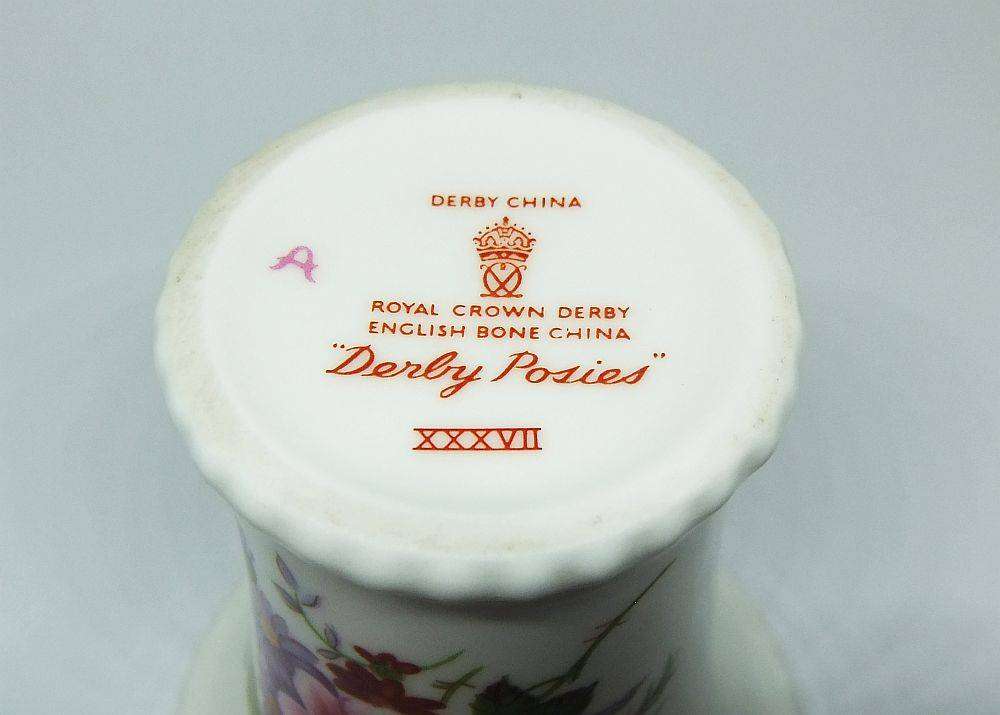 DERBY CHINA
A
ROYAL CROWN DERBY
ENGLISH BONE CHINA
"Derby Posies"
XXXVII